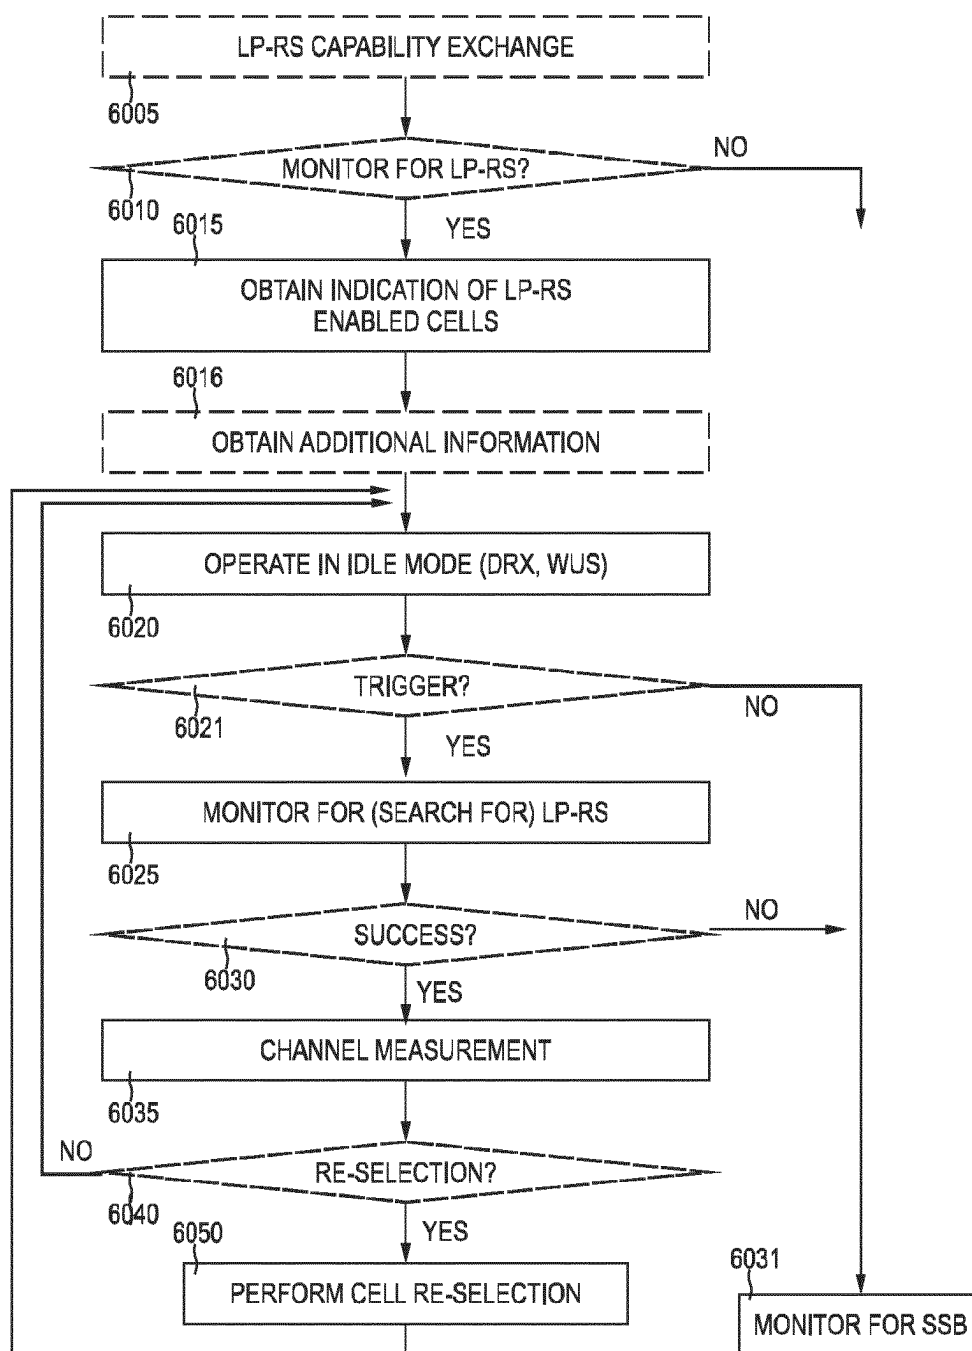 LP-RS CAPABILITY EXCHANGE
6005
MONITOR FOR LP-RS?
NO
6010
YES
6015
OBTAIN INDICATION OF LP-RS
ENABLED CELLS
6016
OBTAIN ADDITIONAL INFORMATION
OPERATE IN IDLE MODE (DRX, WUS)
6020
TRIGGER?
NO
6021
YES
MONITOR FOR (SEARCH FOR) LP-RS
6025
NO
SUCCESS?
6030
YES
CHANNEL MEASUREMENT
6035
NO
RE-SELECTION?
6040
YES
6050
PERFORM CELL RE-SELECTION
6031
MONITOR FOR SSB